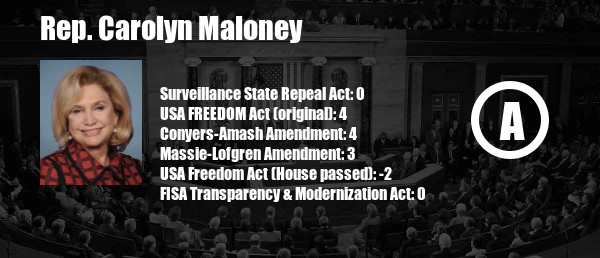 Rep. Carolyn Maloney
Surveillance State Repeal Act: 0
USA FREEDOM Act (original): 4
Conyers-Amash Amendment: 4
Massie-Lofgren Amendment: 3
USA Freedom Act (House passed): -2
FISA Transparency & Modernization Act: 0
A